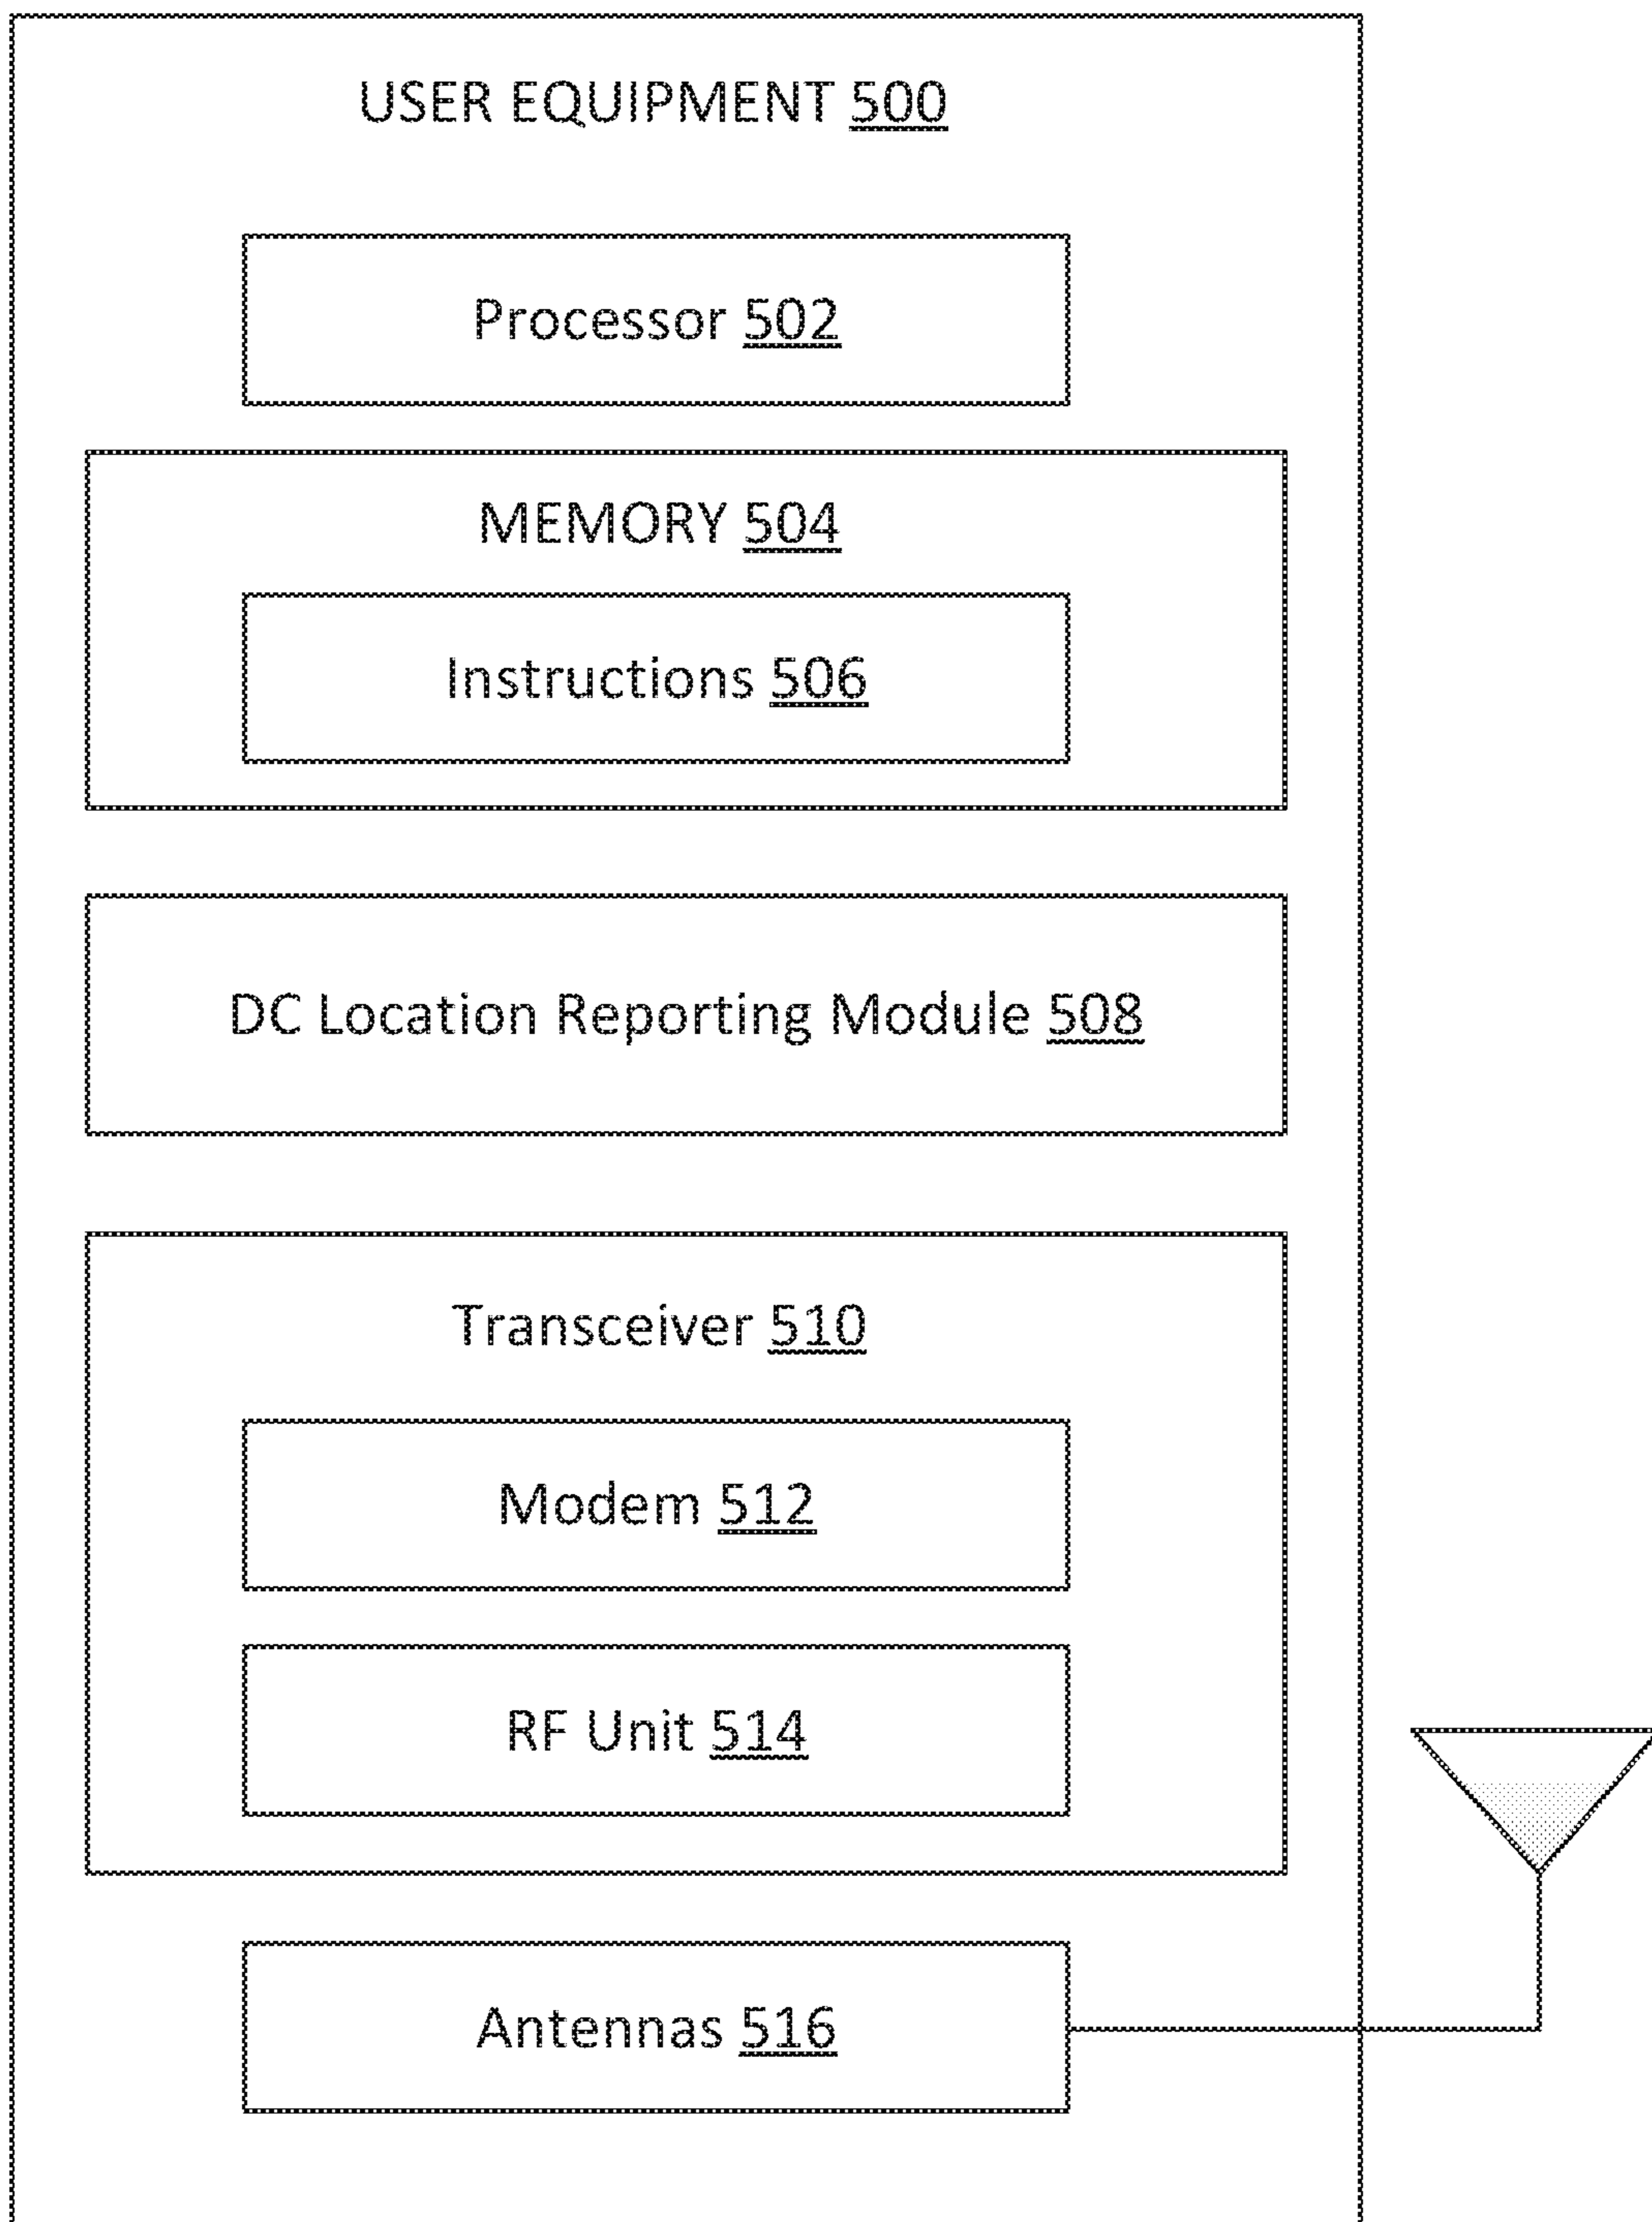 USER EQUIPMENT 500
Processor 502
MEMORY 504
Instructions 506
DC Location Reporting Module 508
Transceiver 510
Modem 512
RF Unit 514
Antennas 516